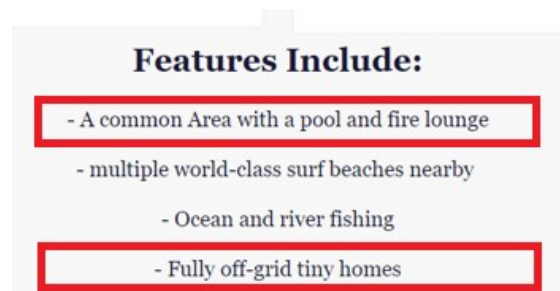 Features Include:
- A common Area with a pool and fire lounge
- multiple world-class surf beaches nearby
- Ocean and river fishing
- Fully off-grid tiny homes